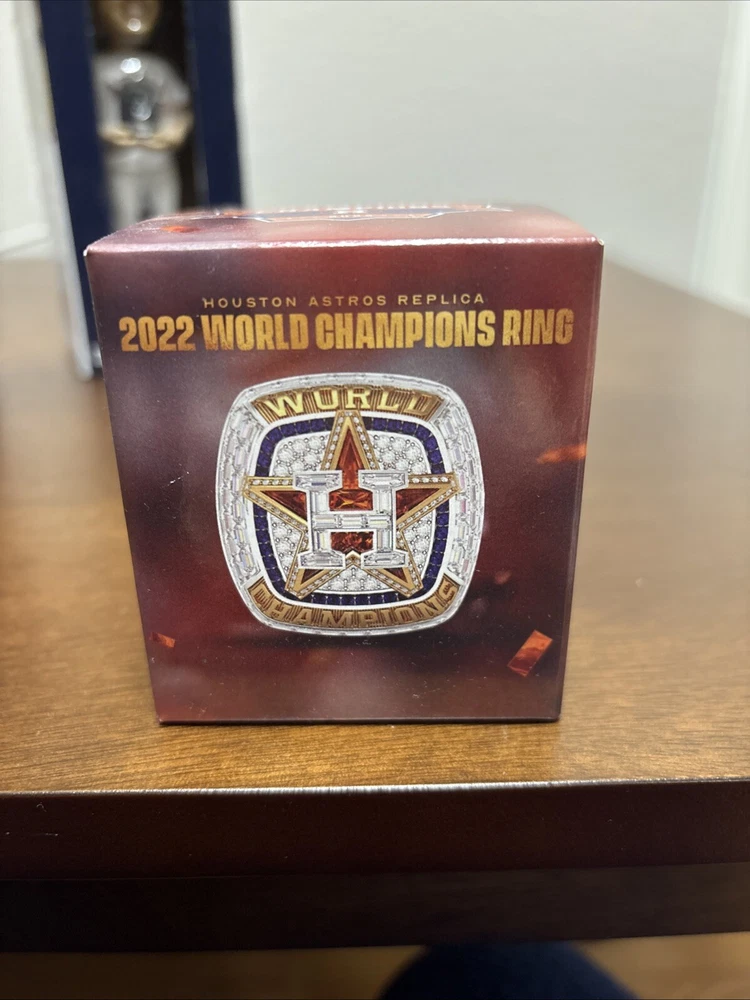 HOUSTON ASTROS REPLICA
2022 WORLD CHAMPIONS RING
WORLD
H
CHAMPIONS